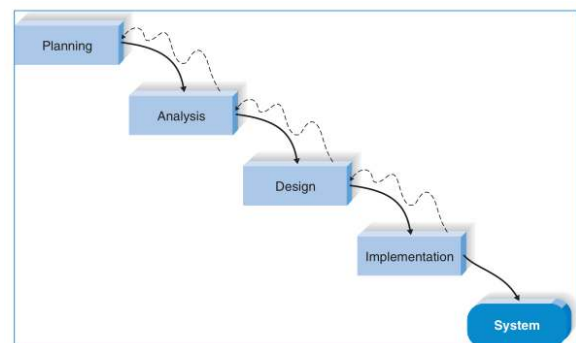 Planning
Analysis
Design
Implementation
System